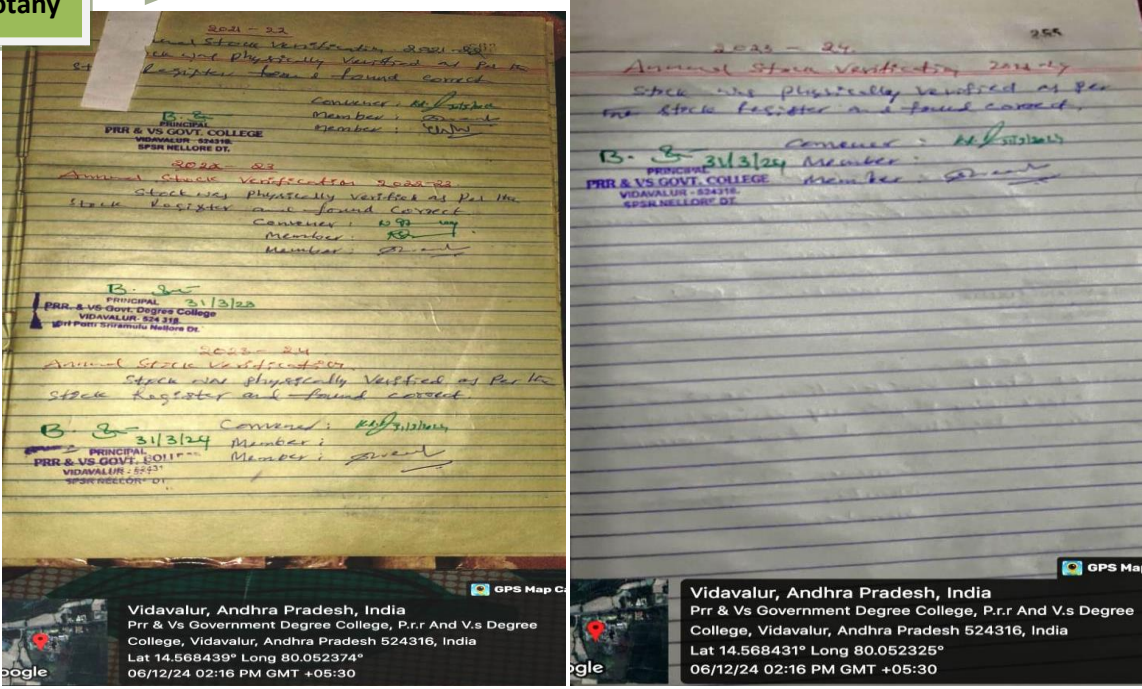 otany
2021 - 22
Stock Verification 2021-22
was physically Verified as Per the
Register found correct
Convener:
Member:
Member:
B.
PRINCIPAL
PRR & VS GOVT. COLLEGE
VIDAVALUR - 524318.
SPSR NELLORE DT.
2022 - 23
Annual Stock Verification 2022-23
Stock was physically verified as Per the
Stock Register and found correct
Convener:
Member:
Member:
B.
PRINCIPAL 31/3/23
PRR. & VS Govt. Degree College
VIDAVALUR- 524 318
Potti Sriramulu Nellore Dt.
2023 - 24
Annual Stock Verification
Stock was physically Verified as Per the
Stock Register and found correct.
B. 31/3/24
Convener:
Member:
Member:
PRINCIPAL
PRR & VS GOVT.
VIDAVALUR
GPS Map Ca
Vidavalur, Andhra Pradesh, India
Prr & Vs Government Degree College, P.r.r And V.s Degree
College, Vidavalur, Andhra Pradesh 524316, India
Lat 14.568439° Long 80.052374°
06/12/24 02:16 PM GMT +05:30
oogle
255
2023 - 24.
Annual Stock Verification
Stock was physically verified as per
the Stock Register and found correct.
Convener:
B. 31/3/24 Member:
PRINCIPAL
PRR & VS GOVT. COLLEGE Member:
VIDAVALUR - 524318.
SPSR NELLORE DT.
GPS Map
Vidavalur, Andhra Pradesh, India
Prr & Vs Government Degree College, P.r.r And V.s Degree
College, Vidavalur, Andhra Pradesh 524316, India
Lat 14.568431° Long 80.052325°
06/12/24 02:16 PM GMT +05:30
gle